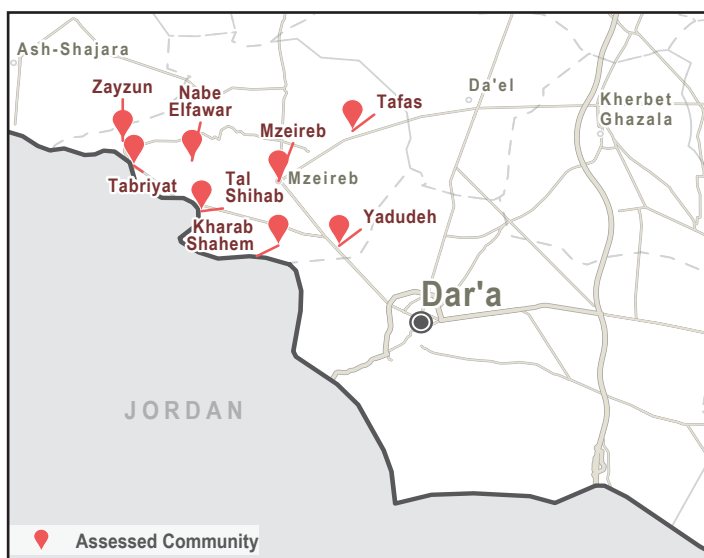 Ash-Shajara
Zayzun
Nabe
Elfawar
Mzeireb
Tafas
Da'el
Kherbet
Ghazala
Tabriyat
Tal
Shihab
Mzeireb
Kharab
Shahem
Yadudeh
Dar'a
JORDAN
Assessed Community